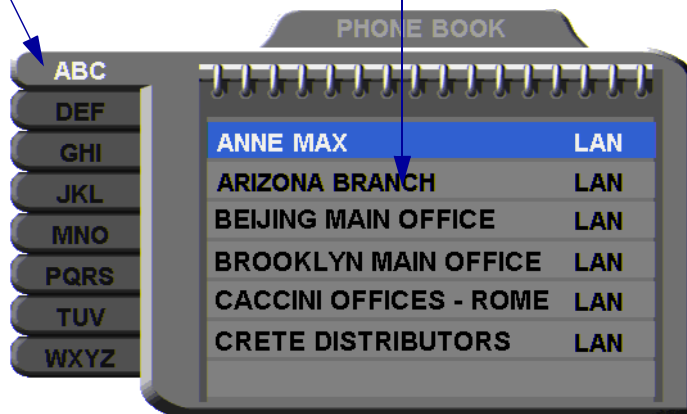 PHONE BOOK
ABC
DEF
GHI
JKL
MNO
PQRS
TUV
WXYZ
ANNE MAX LAN
ARIZONA BRANCH LAN
BEIJING MAIN OFFICE LAN
BROOKLYN MAIN OFFICE LAN
CACCINI OFFICES - ROME LAN
CRETE DISTRIBUTORS LAN